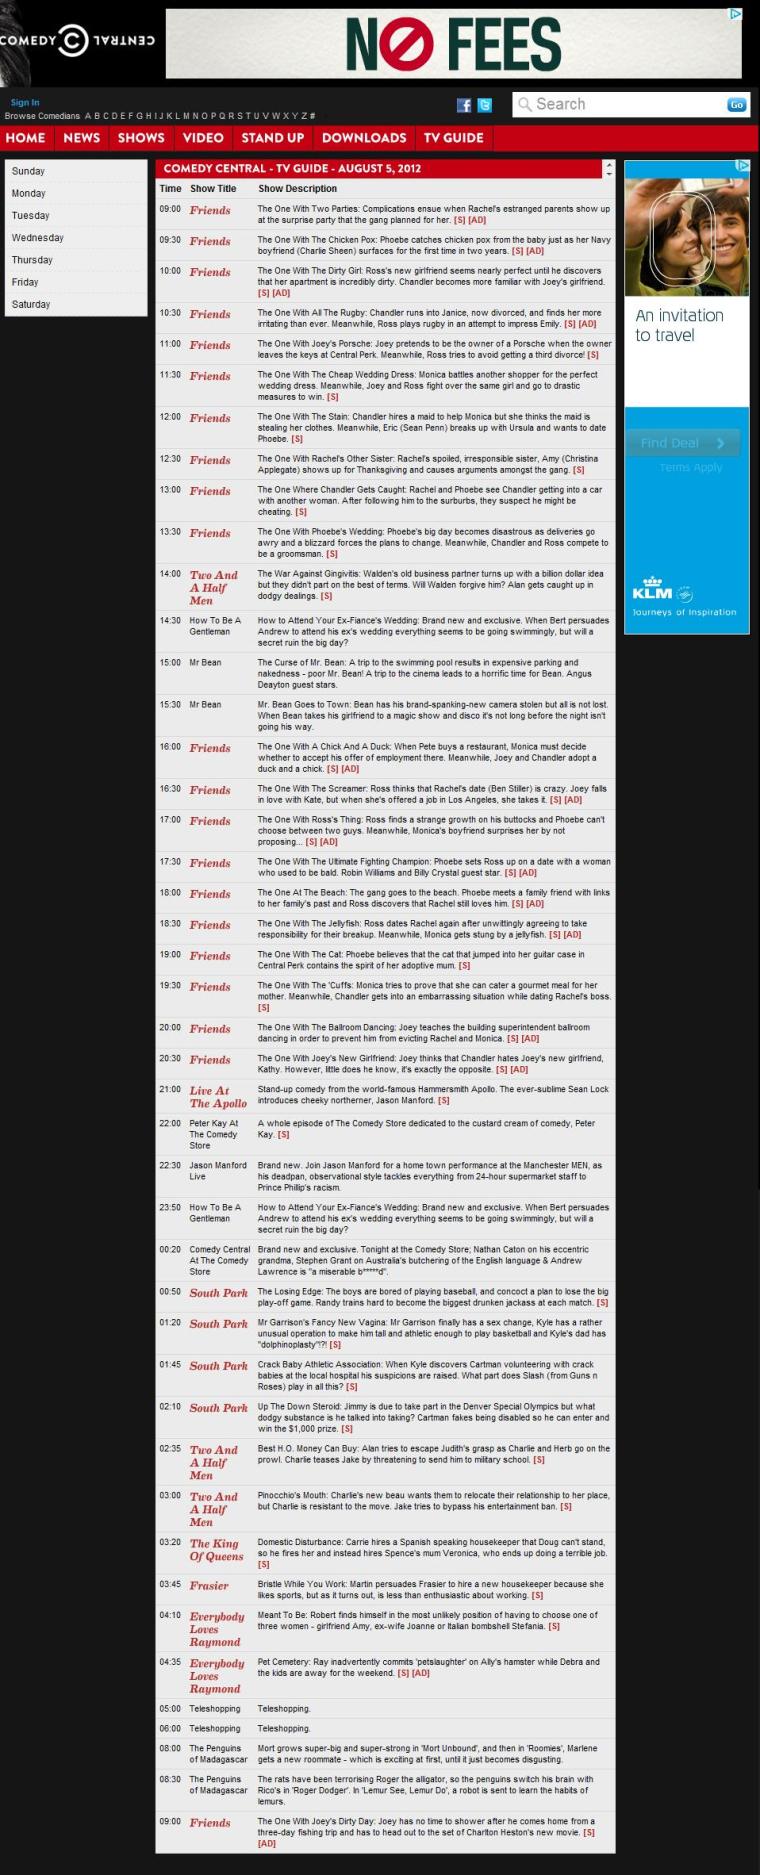 COMEDY CENTRAL
NO FEES
Sign In
Browse Comedians A B C D E F G H I J K L M N O P Q R S T U V W X Y Z #
Search
Go
HOME NEWS SHOWS VIDEO STAND UP DOWNLOADS TV GUIDE
Sunday
Monday
Tuesday
Wednesday
Thursday
Friday
Saturday
COMEDY CENTRAL - TV GUIDE - AUGUST 5, 2012
Time Show Title Show Description
09:00 Friends The One With Two Parties: Complications ensue when Rachel's estranged parents show up
at the surprise party that the gang planned for her. [S] [AD]
09:30 Friends The One With The Chicken Pox: Phoebe catches chicken pox from the baby just as her Navy
boyfriend (Charlie Sheen) surfaces for the first time in two years. [S] [AD]
10:00 Friends The One With The Dirty Girl: Ross's new girlfriend seems nearly perfect until he discovers
that her apartment is incredibly dirty. Chandler becomes more familiar with Joey's girlfriend.
[S] [AD]
10:30 Friends The One With All The Rugby: Chandler runs into Janice, now divorced, and finds her more
irritating than ever. Meanwhile, Ross plays rugby in an attempt to impress Emily. [S] [AD]
11:00 Friends The One With Joey's Porsche: Joey pretends to be the owner of a Porsche when the owner
leaves the keys at Central Perk. Meanwhile, Ross tries to avoid getting a third divorce! [S]
11:30 Friends The One With The Cheap Wedding Dress: Monica battles another shopper for the perfect
wedding dress. Meanwhile, Joey and Ross fight over the same girl and go to drastic
measures to win. [S]
12:00 Friends The One With The Stain: Chandler hires a maid to help Monica but she thinks the maid is
stealing her clothes. Meanwhile, Eric (Sean Penn) breaks up with Ursula and wants to date
Phoebe. [S]
12:30 Friends The One With Rachel's Other Sister: Rachel's spoiled, irresponsible sister, Amy (Christina
Applegate) shows up for Thanksgiving and causes arguments amongst the gang. [S]
13:00 Friends The One Where Chandler Gets Caught: Rachel and Phoebe see Chandler getting into a car
with another woman. After following him to the surburbs, they suspect he might be
cheating. [S]
13:30 Friends The One With Phoebe's Wedding: Phoebe's big day becomes disastrous as deliveries go
awry and a blizzard forces the plans to change. Meanwhile, Chandler and Ross compete to
be a groomsman. [S]
14:00 Two And The War Against Gingivitis: Walden's old business partner turns up with a billion dollar idea
A Half but they didn't part on the best of terms. Will Walden forgive him? Alan gets caught up in
Men dodgy dealings. [S]
14:30 How To Be A How to Attend Your Ex-Fiance's Wedding: Brand new and exclusive. When Bert persuades
Gentleman Andrew to attend his ex's wedding everything seems to be going swimmingly, but will a
secret ruin the big day?
15:00 Mr Bean The Curse of Mr. Bean: A trip to the swimming pool results in expensive parking and
nakedness - poor Mr. Bean! A trip to the cinema leads to a horrific time for Bean. Angus
Deayton guest stars.
15:30 Mr Bean Mr. Bean Goes to Town: Bean has his brand-spanking-new camera stolen but all is not lost.
When Bean takes his girlfriend to a magic show and disco it's not long before the night isn't
going his way.
16:00 Friends The One With A Chick And A Duck: When Pete buys a restaurant, Monica must decide
whether to accept his offer of employment there. Meanwhile, Joey and Chandler adopt a
duck and a chick. [S] [AD]
16:30 Friends The One With The Screamer: Ross thinks that Rachel's date (Ben Stiller) is crazy. Joey falls
in love with Kate, but when she's offered a job in Los Angeles, she takes it. [S] [AD]
17:00 Friends The One With Ross's Thing: Ross finds a strange growth on his buttocks and Phoebe can't
choose between two guys. Meanwhile, Monica's boyfriend surprises her by not
proposing... [S] [AD]
17:30 Friends The One With The Ultimate Fighting Champion: Phoebe sets Ross up on a date with a woman
who used to be bald. Robin Williams and Billy Crystal guest star. [S] [AD]
18:00 Friends The One At The Beach: The gang goes to the beach. Phoebe meets a family friend with links
to her family's past and Ross discovers that Rachel still loves him. [S] [AD]
18:30 Friends The One With The Jellyfish: Ross dates Rachel again after unwittingly agreeing to take
responsibility for their breakup. Meanwhile, Monica gets stung by a jellyfish. [S] [AD]
19:00 Friends The One With The Cat: Phoebe believes that the cat that jumped into her guitar case in
Central Perk contains the spirit of her adoptive mum. [S]
19:30 Friends The One With The 'Cuffs: Monica tries to prove that she can cater a gourmet meal for her
mother. Meanwhile, Chandler gets into an embarrassing situation while dating Rachel's boss.
[S]
20:00 Friends The One With The Ballroom Dancing: Joey teaches the building superintendent ballroom
dancing in order to prevent him from evicting Rachel and Monica. [S] [AD]
20:30 Friends The One With Joey's New Girlfriend: Joey thinks that Chandler hates Joey's new girlfriend,
Kathy. However, little does he know, it's exactly the opposite. [S] [AD]
21:00 Live At Stand-up comedy from the world-famous Hammersmith Apollo. The ever-sublime Sean Lock
The Apollo introduces cheeky northerner, Jason Manford. [S]
22:00 Peter Kay At A whole episode of The Comedy Store dedicated to the custard cream of comedy, Peter
The Comedy Kay. [S]
Store
22:30 Jason Manford Brand new. Join Jason Manford for a home town performance at the Manchester MEN, as
Live his deadpan, observational style tackles everything from 24-hour supermarket staff to
Prince Phillip's racism.
23:50 How To Be A How to Attend Your Ex-Fiance's Wedding: Brand new and exclusive. When Bert persuades
Gentleman Andrew to attend his ex's wedding everything seems to be going swimmingly, but will a
secret ruin the big day?
00:20 Comedy Central Brand new and exclusive. Tonight at the Comedy Store; Nathan Caton on his eccentric
At The Comedy grandma, Stephen Grant on Australia's butchering of the English language & Andrew
Store Lawrence is "a miserable b*****d".
00:50 South Park The Losing Edge: The boys are bored of playing baseball, and concoct a plan to lose the big
play-off game. Randy trains hard to become the biggest drunken jackass at each match. [S]
01:20 South Park Mr Garrison's Fancy New Vagina: Mr Garrison finally has a sex change, Kyle has a rather
unusual operation to make him tall and athletic enough to play basketball and Kyle's dad has
"dolphinoplasty"!?! [S]
01:45 South Park Crack Baby Athletic Association: When Kyle discovers Cartman volunteering with crack
babies at the local hospital his suspicions are raised. What part does Slash (from Guns n
Roses) play in all this? [S]
02:10 South Park Up The Down Steroid: Jimmy is due to take part in the Denver Special Olympics but what
dodgy substance is he talked into taking? Cartman fakes being disabled so he can enter and
win the $1,000 prize. [S]
02:35 Two And Best H.O. Money Can Buy: Alan tries to escape Judith's grasp as Charlie and Herb go on the
A Half prowl. Charlie teases Jake by threatening to send him to military school. [S]
Men
03:00 Two And Pinocchio's Mouth: Charlie's new beau wants them to relocate their relationship to her place,
A Half but Charlie is resistant to the move. Jake tries to bypass his entertainment ban. [S]
Men
03:20 The King Domestic Disturbance: Carrie hires a Spanish speaking housekeeper that Doug can't stand,
Of Queens so he fires her and instead hires Spence's mum Veronica, who ends up doing a terrible job.
[S]
03:45 Frasier Bristle While You Work: Martin persuades Frasier to hire a new housekeeper because she
likes sports, but as it turns out, is less than enthusiastic about working. [S]
04:10 Everybody Meant To Be: Robert finds himself in the most unlikely position of having to choose one of
Loves three women - girlfriend Amy, ex-wife Joanne or Italian bombshell Stefania. [S]
Raymond
04:35 Everybody Pet Cemetery: Ray inadvertently commits 'petslaughter' on Ally's hamster while Debra and
Loves the kids are away for the weekend. [S] [AD]
Raymond
05:00 Teleshopping Teleshopping.
06:00 Teleshopping Teleshopping.
08:00 The Penguins Mort grows super-big and super-strong in 'Mort Unbound', and then in 'Roomies', Marlene
of Madagascar gets a new roommate - which is exciting at first, until it just becomes disgusting.
08:30 The Penguins The rats have been terrorising Roger the alligator, so the penguins switch his brain with
of Madagascar Rico's in 'Roger Dodger'. In 'Lemur See, Lemur Do', a robot is sent to learn the habits of
lemurs.
09:00 Friends The One With Joey's Dirty Day: Joey has no time to shower after he comes home from a
three-day fishing trip and has to head out to the set of Charlton Heston's new movie. [S]
[AD]
An invitation
to travel
Find Deal
Terms Apply
KLM
Journeys of Inspiration